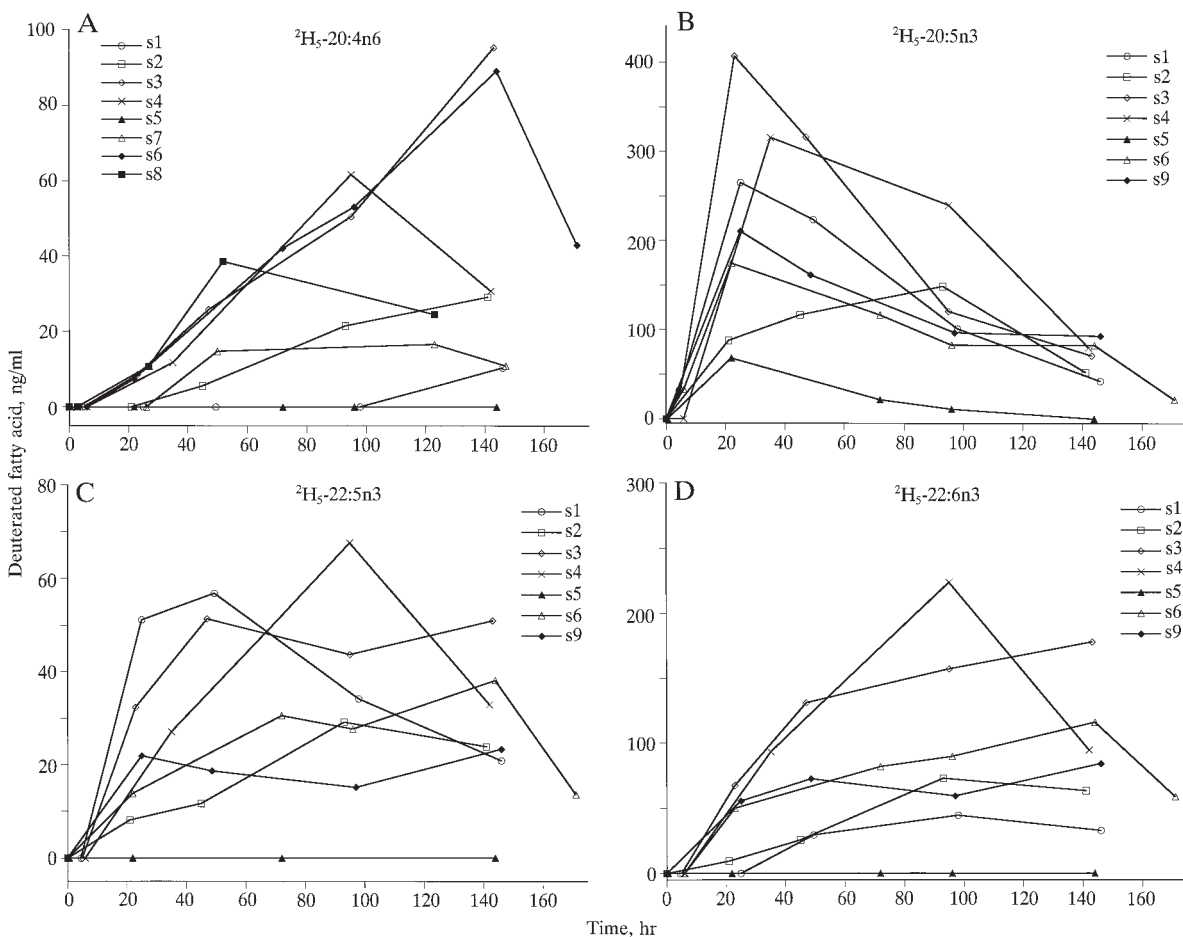 Deuterated fatty acid, ng/ml
A
²H₅-20:4n6
s1
s2
s3
s4
s5
s7
s6
s8
100
80
60
40
20
0
0 20 40 60 80 100 120 140 160
B
²H₅-20:5n3
s1
s2
s3
s4
s5
s6
s9
400
300
200
100
0
0 20 40 60 80 100 120 140 160
C
²H₅-22:5n3
s1
s2
s3
s4
s5
s6
s9
80
60
40
20
0
0 20 40 60 80 100 120 140 160
D
²H₅-22:6n3
s1
s2
s3
s4
s5
s6
s9
300
200
100
0
0 20 40 60 80 100 120 140 160
Time, hr